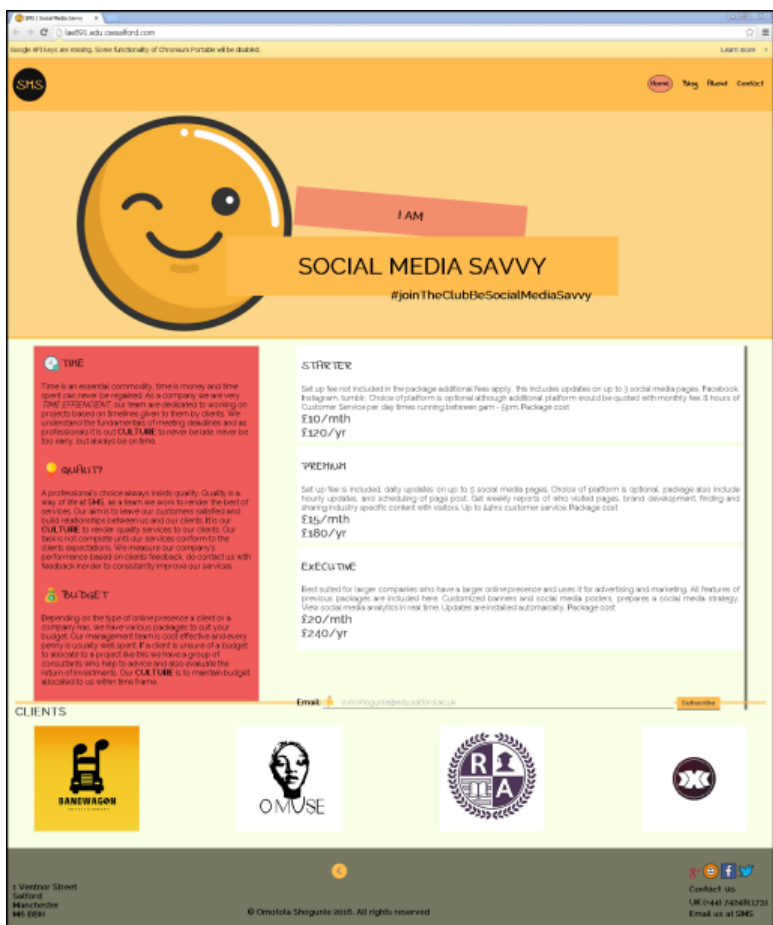 SMS | Social Media Savvy
las691.edu.csesalford.com
Google API keys are missing. Some functionality of Chromium Portable will be disabled.
Learn more
SMS
Home
Blog
About
Contact
I AM
SOCIAL MEDIA SAVVY
#joinTheClubBeSocialMediaSavvy
TIME
Time is an essential commodity, time is money and time
spent can never be regained. As a company we are very
TIME EFFRENCIENT, our team are dedicated to working on
projects based on timelines given to them by clients. We
understand the fundamentals of meeting deadlines and as
professionals it is out CULTURE to never be late, never be
too early, but always be on time.
QUALITY
A professional's choice always insists quality. Quality is a
way of life at SMS, and as a team we work to render the best of
services. Our aim is to leave our customers satisfied and
build relationships between us and our clients. It is our
CULTURE to render quality services to our clients. Our
task is not complete until our services conform to the
clients expectations. We measure our company's
performance based on clients feedback, do contact us with
feedback inorder to consistently improve our services.
BUDGET
Depending on the type of online presence a client or a
company has, we have various packages to suit your
budget. Our management team is cost effective and every
penny is usually well spent. If a client is unsure of a budget
to allocate to a project like this we have a group of
consultants who help to advice and also evaluate the
return of investments. Our CULTURE is to maintain budget
allocated to us within time frame.
STARTER
Set up fee not included in the package additional fees apply, this includes updates on up to 3 social media pages. Facebook,
Instagram, tumblr. Choice of platform is optional although additional platform would be quoted with monthly fee. 8 hours of
Customer Service per day times running between 9am - 5pm. Package cost
£10/mth
£120/yr
PREMIUM
Set up fee is included, daily updates on up to 5 social media pages. Choice of platform is optional, package also include
hourly updates, and scheduling of page post. Get weekly reports of who visited pages, brand development, finding and
sharing industry specific content with visitors. Up to 24hrs customer service. Package cost
£15/mth
£180/yr
EXECUTIVE
Best suited for larger companies who have a larger online presence and uses it for advertising and marketing. All features of
previous packages are included here. Customized banners and social media posters, prepares a social media strategy,
View social media analytics in real time. Updates are installed automaically. Package cost
£20/mth
£240/yr
Email:
Subscribe
CLIENTS
BANDWAGON
O MUSE
R A
1 Ventnor Street
Salford
Manchester
© Omotola Shogunle 2016. All rights reserved
Contact Us
Email us at SMS